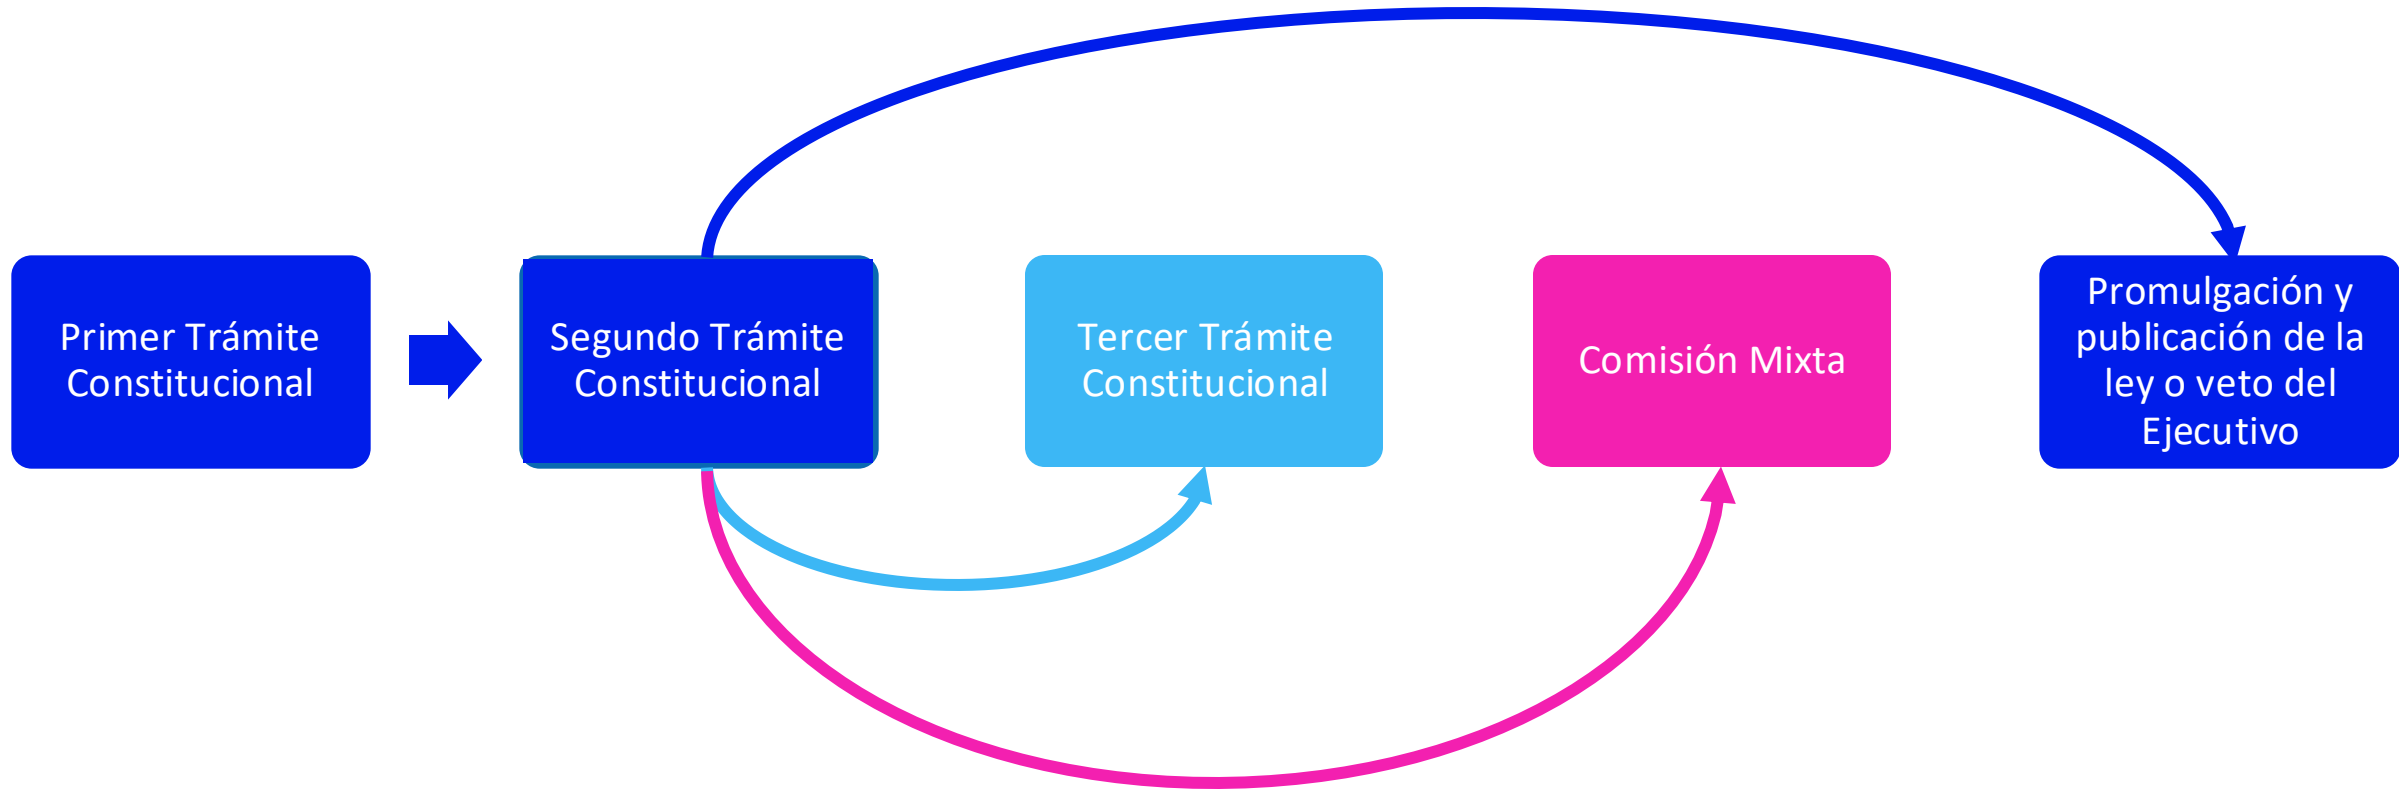 Primer Trámite
Constitucional
Segundo Trámite
Constitucional
Tercer Trámite
Constitucional
Comisión Mixta
Promulgación y
publicación de la
ley o veto del
Ejecutivo